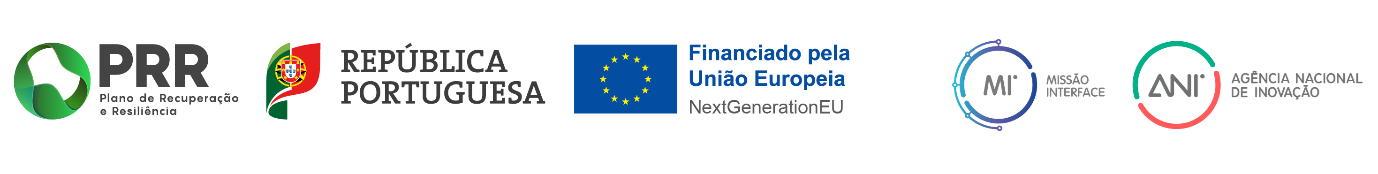 PRR
Plano de Recuperação
e Resiliência
REPÚBLICA
PORTUGUESA
Financiado pela
União Europeia
NextGenerationEU
MI
MISSÃO
INTERFACE
ANI
AGÊNCIA NACIONAL
DE INOVAÇÃO